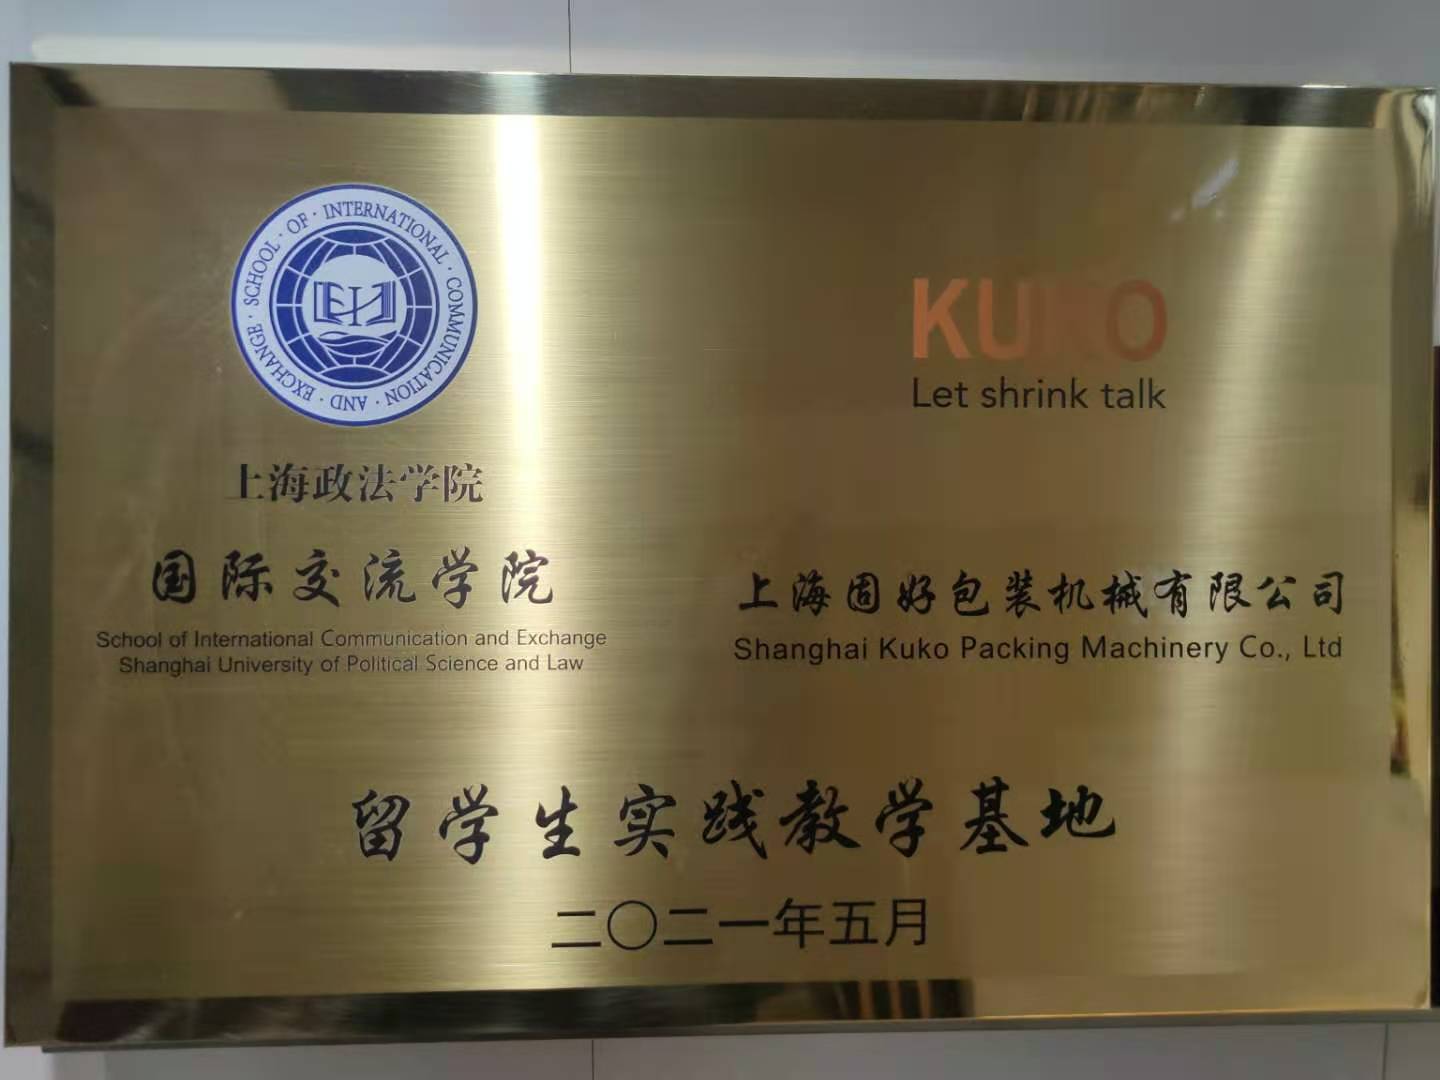 SCHOOL · OF · INTERNATIONAL · COMMUNICATION · AND · EXCHANGE ·
上海政法学院
国际交流学院
School of International Communication and Exchange
Shanghai University of Political Science and Law
KUKO
Let shrink talk
上海固好包装机械有限公司
Shanghai Kuko Packing Machinery Co., Ltd
留学生实践教学基地
二〇二一年五月